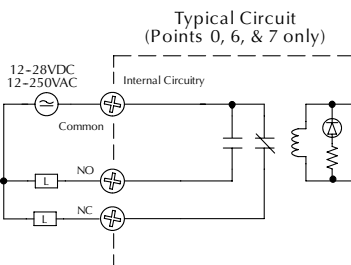 Typical Circuit
(Points 0, 6, & 7 only)
12-28VDC
12-250VAC
Internal Circuitry
Common
NO
L
NC
L